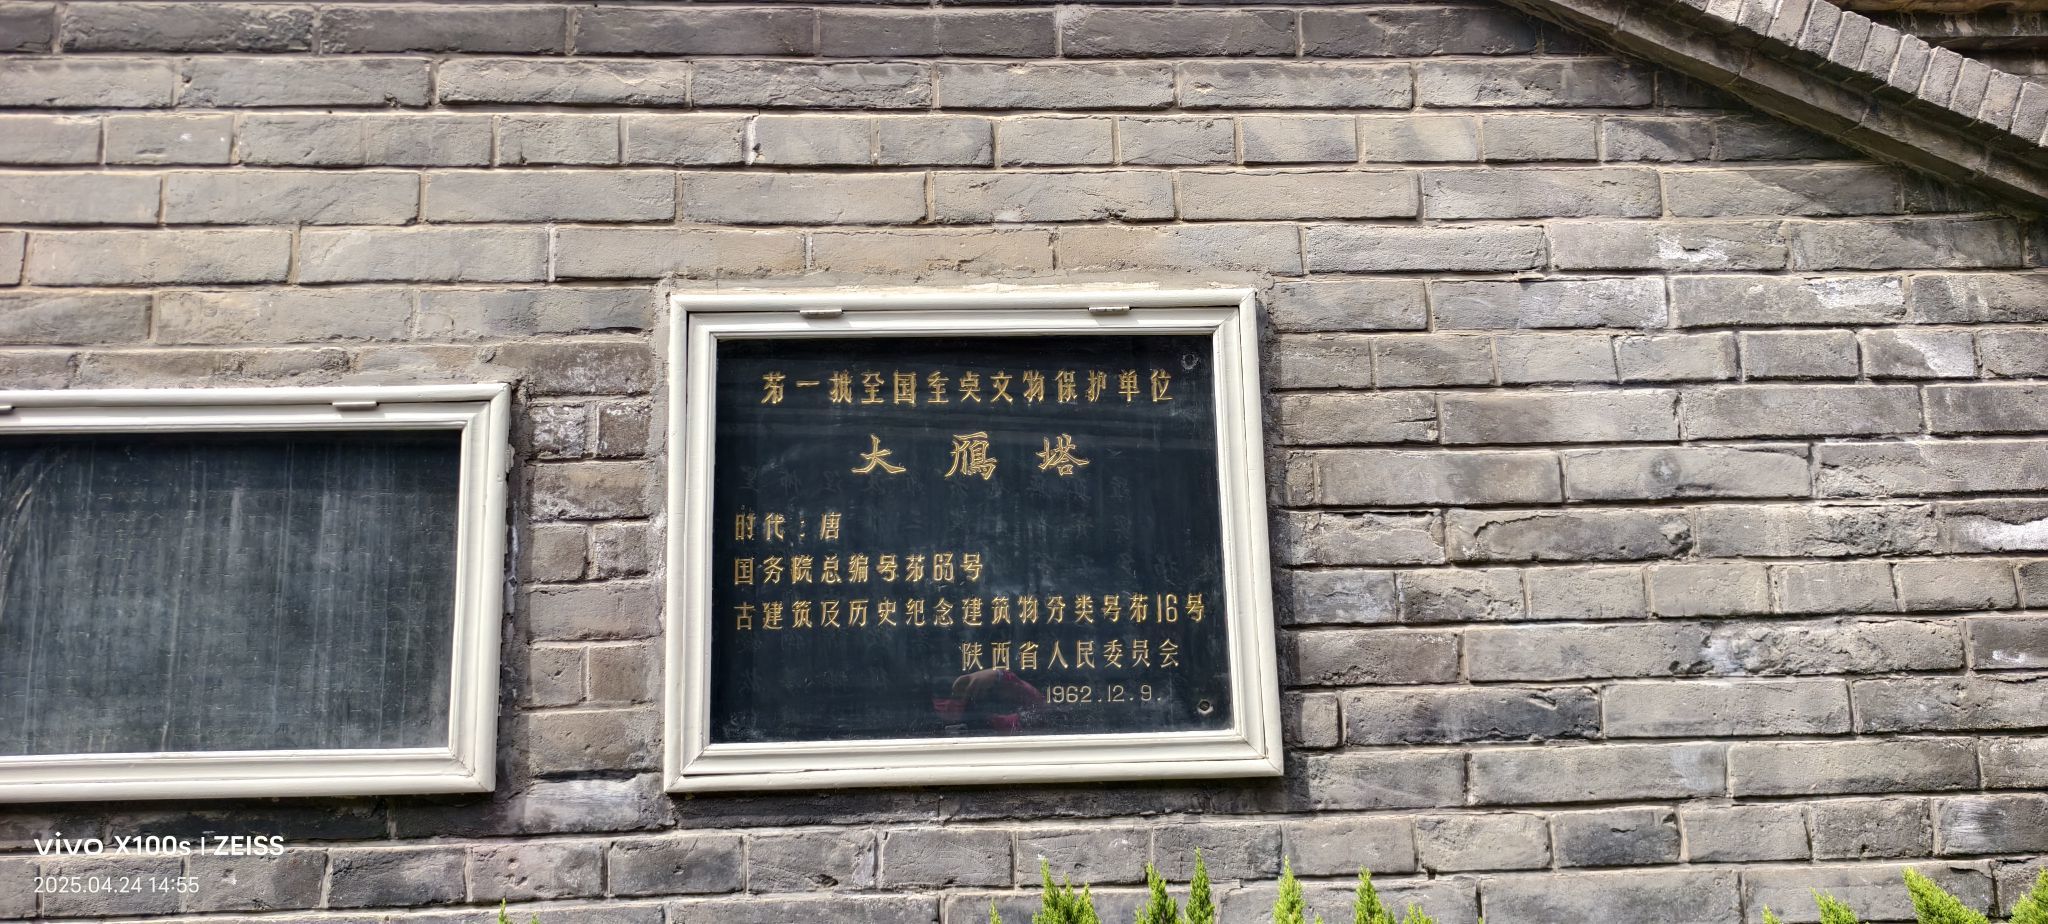 第一批全国重点文物保护单位
大雁塔
时代：唐
国务院总编号第63号
古建筑及历史纪念建筑物分类号第16号
陕西省人民委员会
1962.12.9.
vivo X100s | ZEISS
2025.04.24 14:55